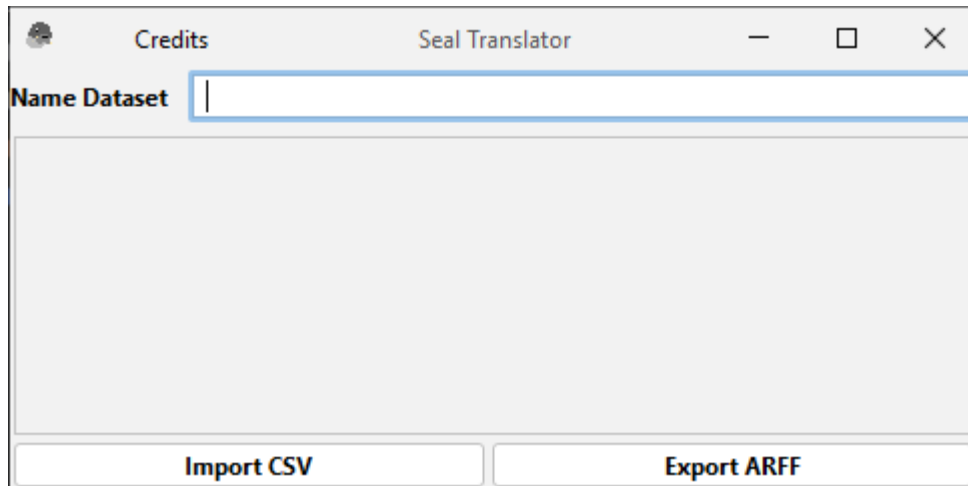 Credits Seal Translator
Name Dataset
Import CSV Export ARFF